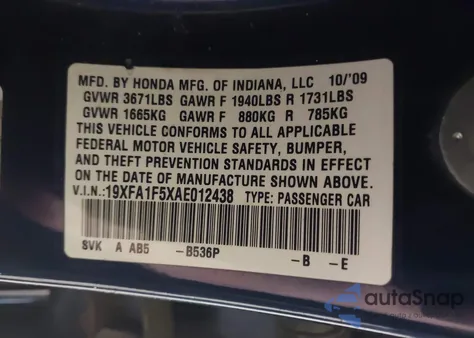 MFD. BY HONDA MFG. OF INDIANA, LLC 10/'09
GVWR 3671LBS GAWR F 1940LBS R 1731LBS
GVWR 1665KG GAWR F 880KG R 785KG
THIS VEHICLE CONFORMS TO ALL APPLICABLE
FEDERAL MOTOR VEHICLE SAFETY, BUMPER,
AND THEFT PREVENTION STANDARDS IN EFFECT
ON THE DATE OF MANUFACTURE SHOWN ABOVE.
V.I.N.: 19XFA1F5XAE012438 TYPE: PASSENGER CAR
SVK A AB5 -B536P -B -E
autaSnap